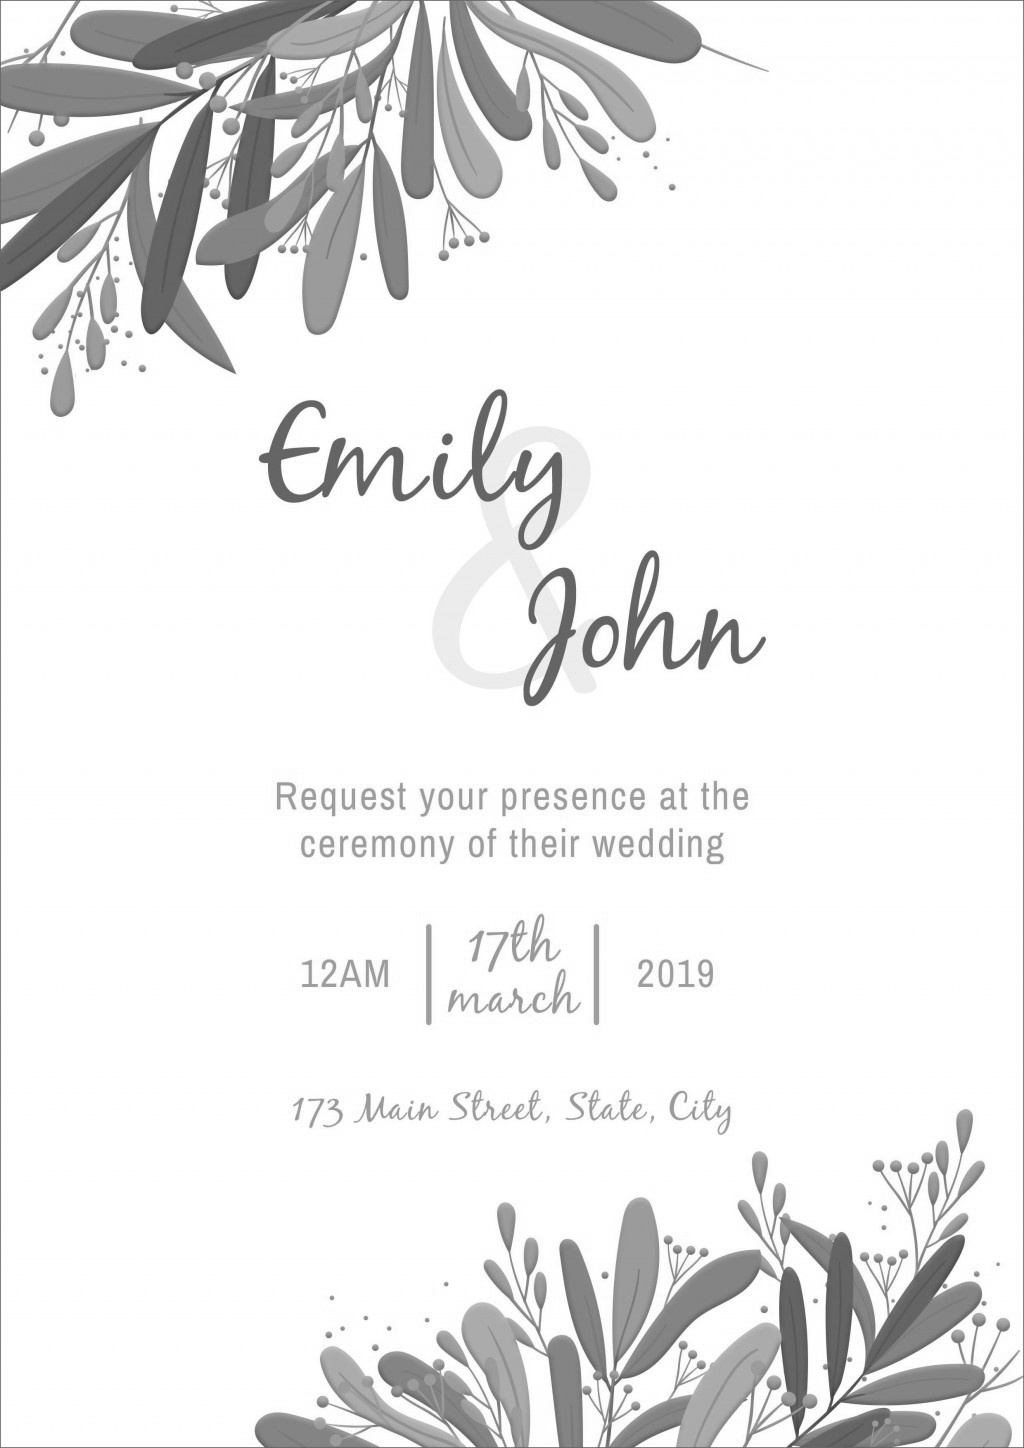 Emily
&
John
Request your presence at the
ceremony of their wedding
12AM
17th
march
2019
173 Main Street, State, City